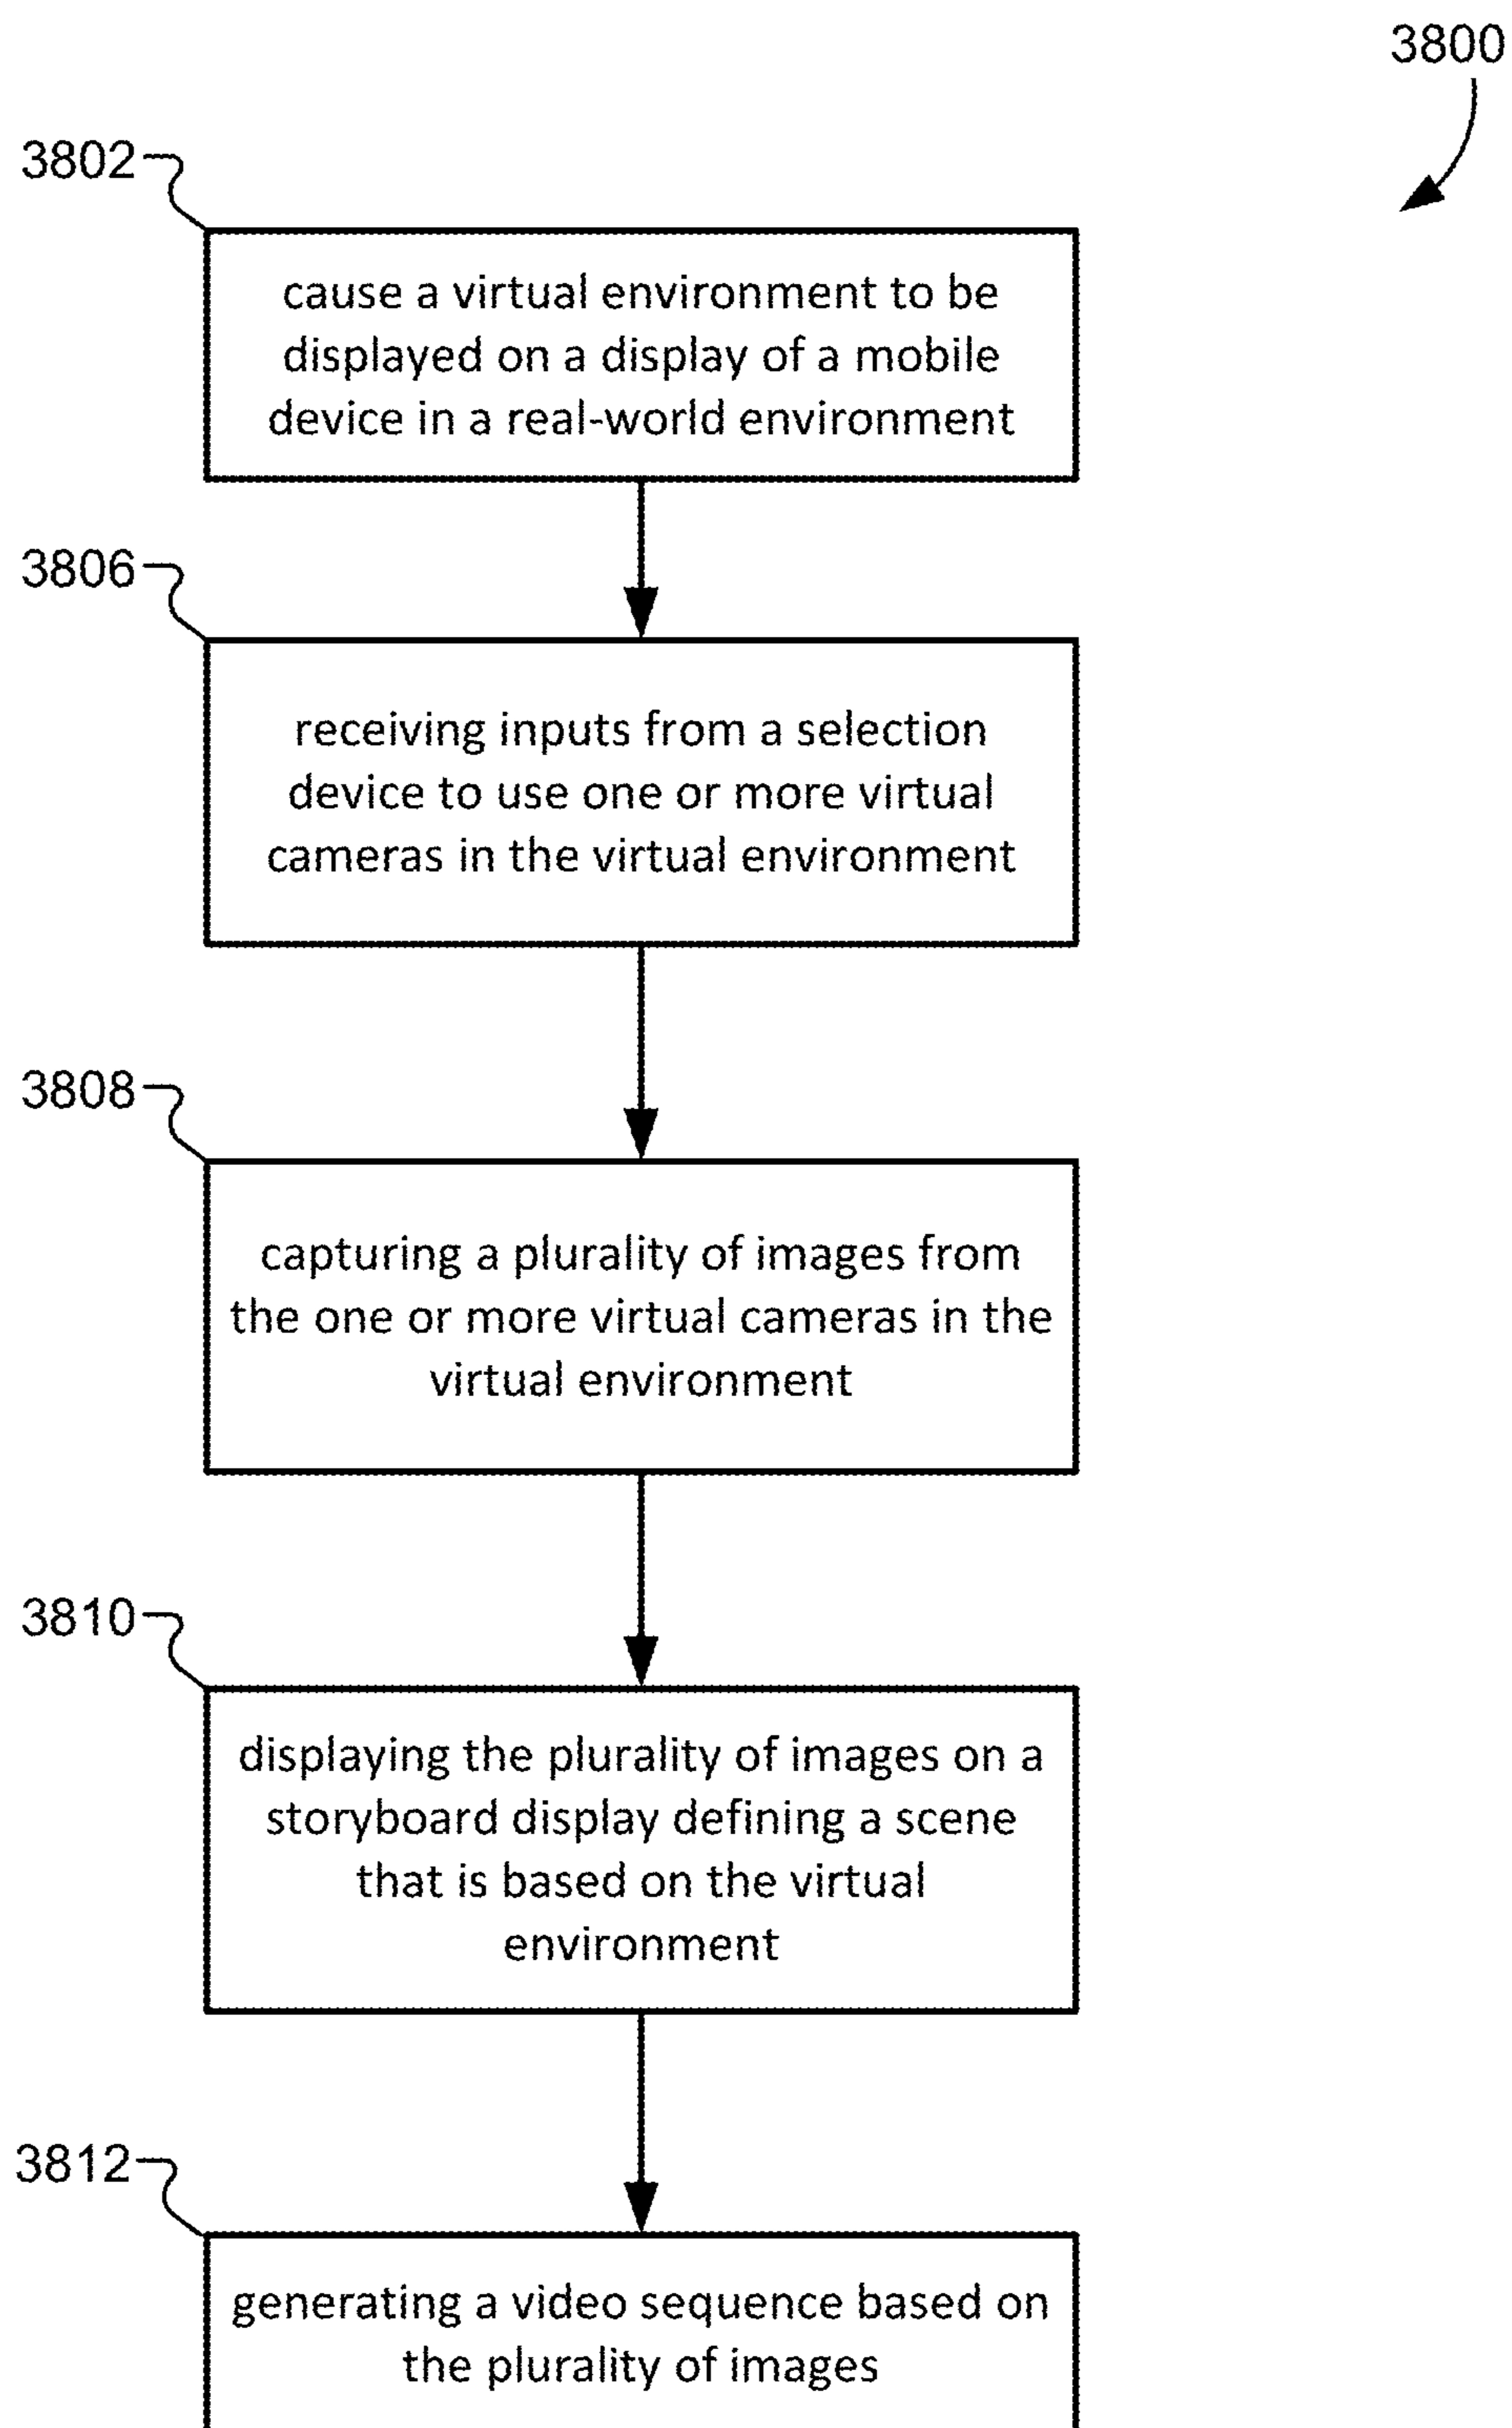 3800
3802
cause a virtual environment to be
displayed on a display of a mobile
device in a real-world environment
3806
receiving inputs from a selection
device to use one or more virtual
cameras in the virtual environment
3808
capturing a plurality of images from
the one or more virtual cameras in the
virtual environment
3810
displaying the plurality of images on a
storyboard display defining a scene
that is based on the virtual
environment
3812
generating a video sequence based on
the plurality of images